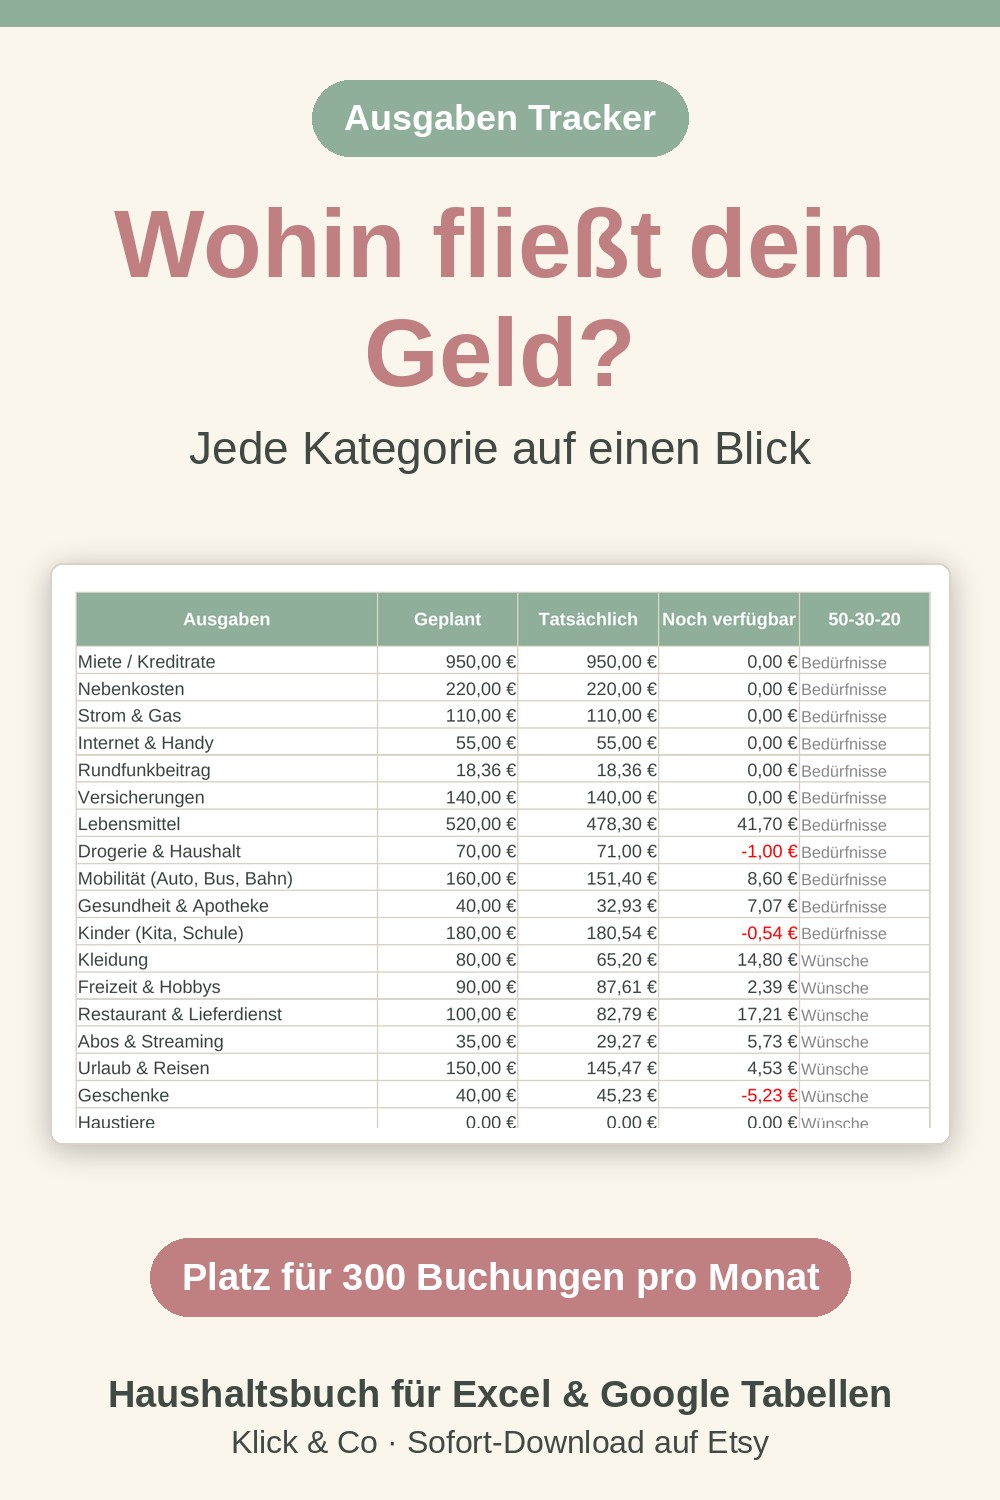 Ausgaben Tracker
Wohin fließt dein
Geld?
Jede Kategorie auf einen Blick
Ausgaben Geplant Tatsächlich Noch verfügbar 50-30-20
Miete / Kreditrate 950,00 € 950,00 € 0,00 € Bedürfnisse
Nebenkosten 220,00 € 220,00 € 0,00 € Bedürfnisse
Strom & Gas 110,00 € 110,00 € 0,00 € Bedürfnisse
Internet & Handy 55,00 € 55,00 € 0,00 € Bedürfnisse
Rundfunkbeitrag 18,36 € 18,36 € 0,00 € Bedürfnisse
Versicherungen 140,00 € 140,00 € 0,00 € Bedürfnisse
Lebensmittel 520,00 € 478,30 € 41,70 € Bedürfnisse
Drogerie & Haushalt 70,00 € 71,00 € -1,00 € Bedürfnisse
Mobilität (Auto, Bus, Bahn) 160,00 € 151,40 € 8,60 € Bedürfnisse
Gesundheit & Apotheke 40,00 € 32,93 € 7,07 € Bedürfnisse
Kinder (Kita, Schule) 180,00 € 180,54 € -0,54 € Bedürfnisse
Kleidung 80,00 € 65,20 € 14,80 € Wünsche
Freizeit & Hobbys 90,00 € 87,61 € 2,39 € Wünsche
Restaurant & Lieferdienst 100,00 € 82,79 € 17,21 € Wünsche
Abos & Streaming 35,00 € 29,27 € 5,73 € Wünsche
Urlaub & Reisen 150,00 € 145,47 € 4,53 € Wünsche
Geschenke 40,00 € 45,23 € -5,23 € Wünsche
Haustiere 0,00 € 0,00 € 0,00 € Wünsche
Platz für 300 Buchungen pro Monat
Haushaltsbuch für Excel & Google Tabellen
Klick & Co · Sofort-Download auf Etsy